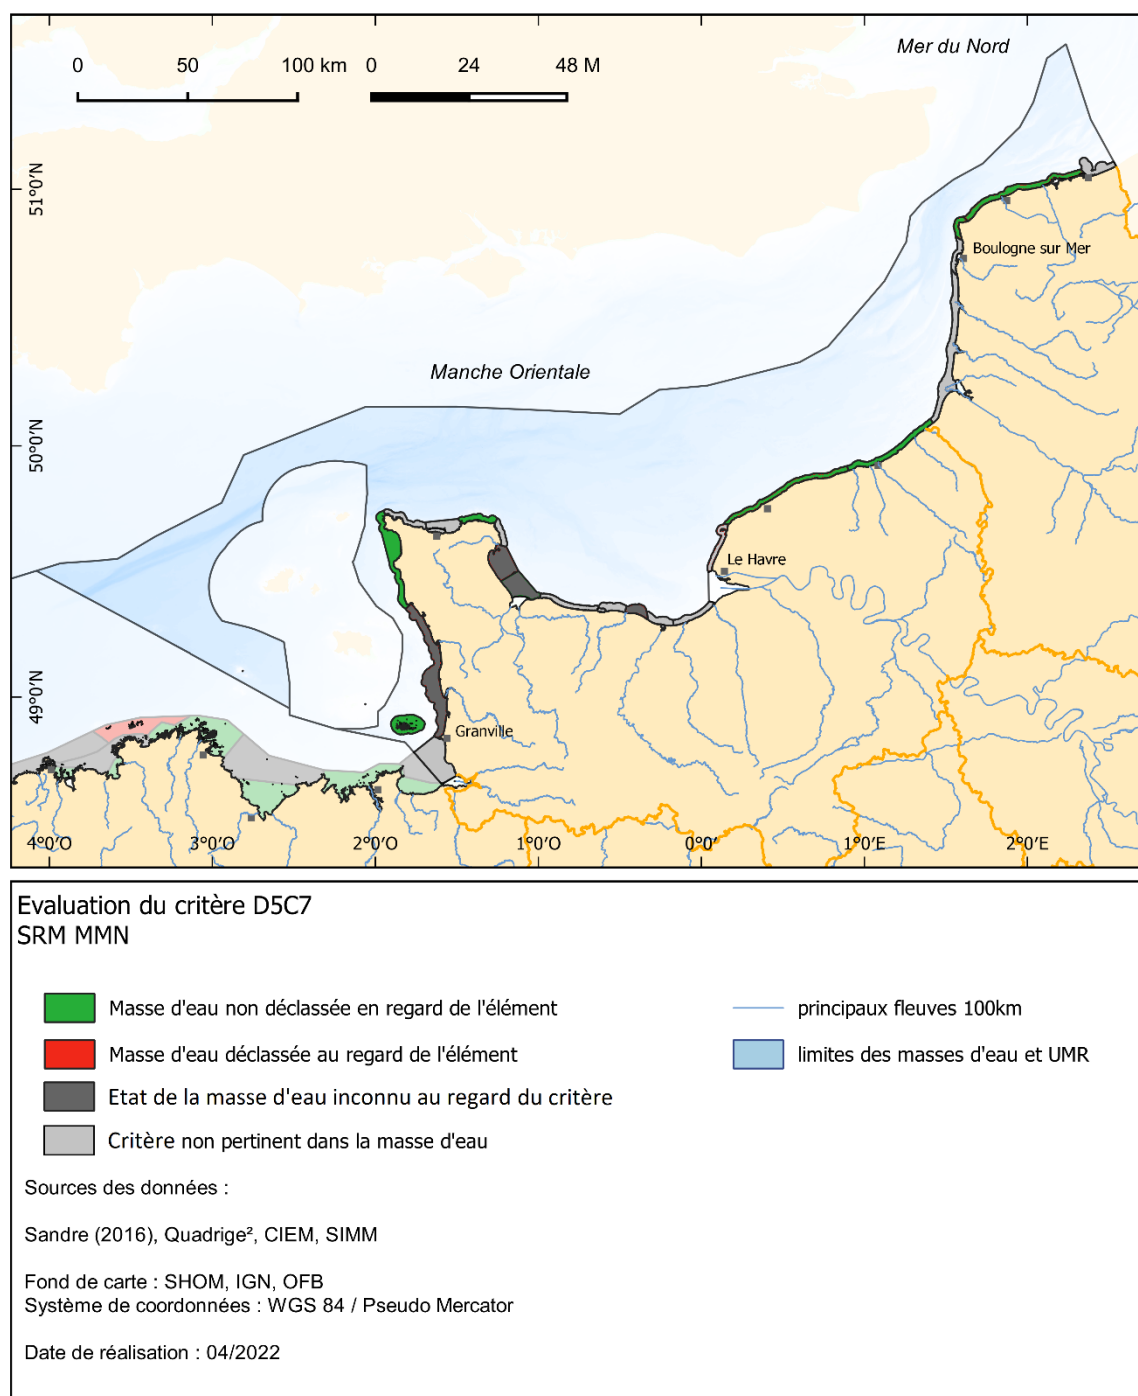 Mer du Nord
0 50 100 km 0 24 48 M
51°0'N
Boulogne sur Mer
Manche Orientale
50°0'N
Le Havre
49°0'N
Granville
4°0'O 3°0'O 2°0'O 1°0'O 0°0'O 1°0'E 2°0'E
Evaluation du critère D5C7
SRM MMN
Masse d'eau non déclassée en regard de l'élément
principaux fleuves 100km
Masse d'eau déclassée au regard de l'élément
limites des masses d'eau et UMR
Etat de la masse d'eau inconnu au regard du critère
Critère non pertinent dans la masse d'eau
Sources des données :
Sandre (2016), Quadrige², CIEM, SIMM
Fond de carte : SHOM, IGN, OFB
Système de coordonnées : WGS 84 / Pseudo Mercator
Date de réalisation : 04/2022